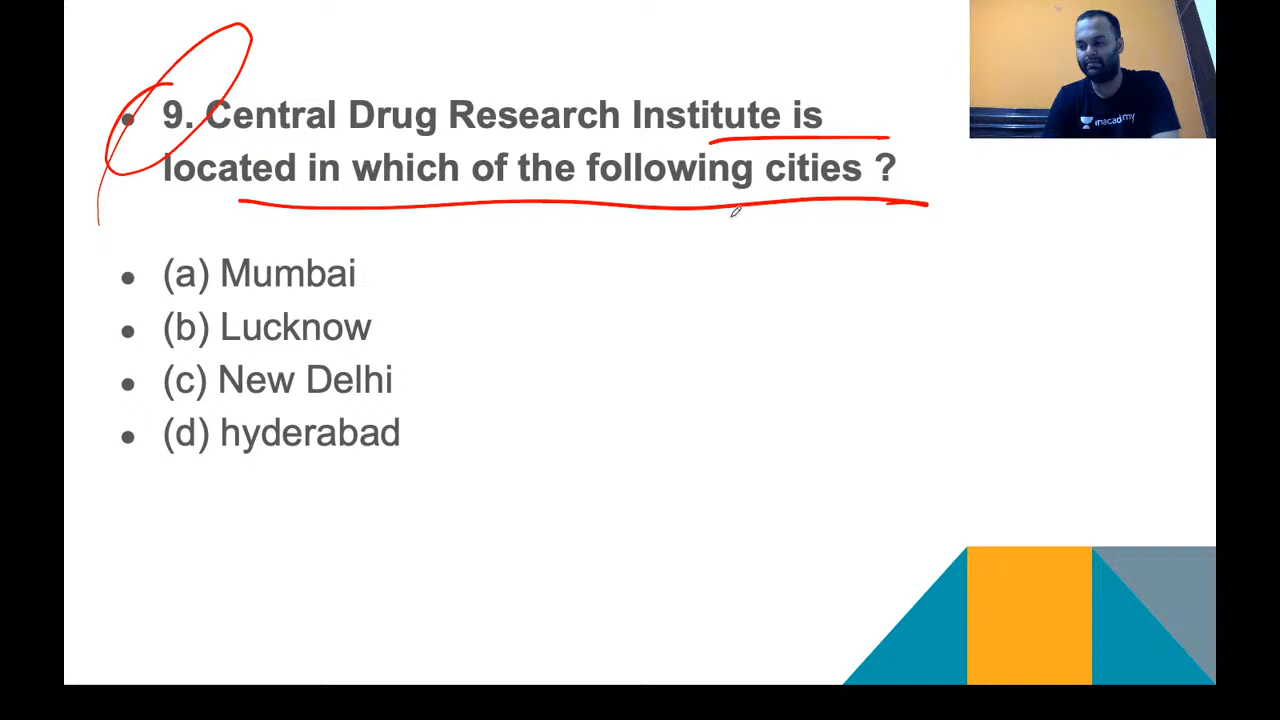 9. Central Drug Research Institute is
located in which of the following cities ?
(a) Mumbai
(b) Lucknow
(c) New Delhi
(d) hyderabad
unacademy